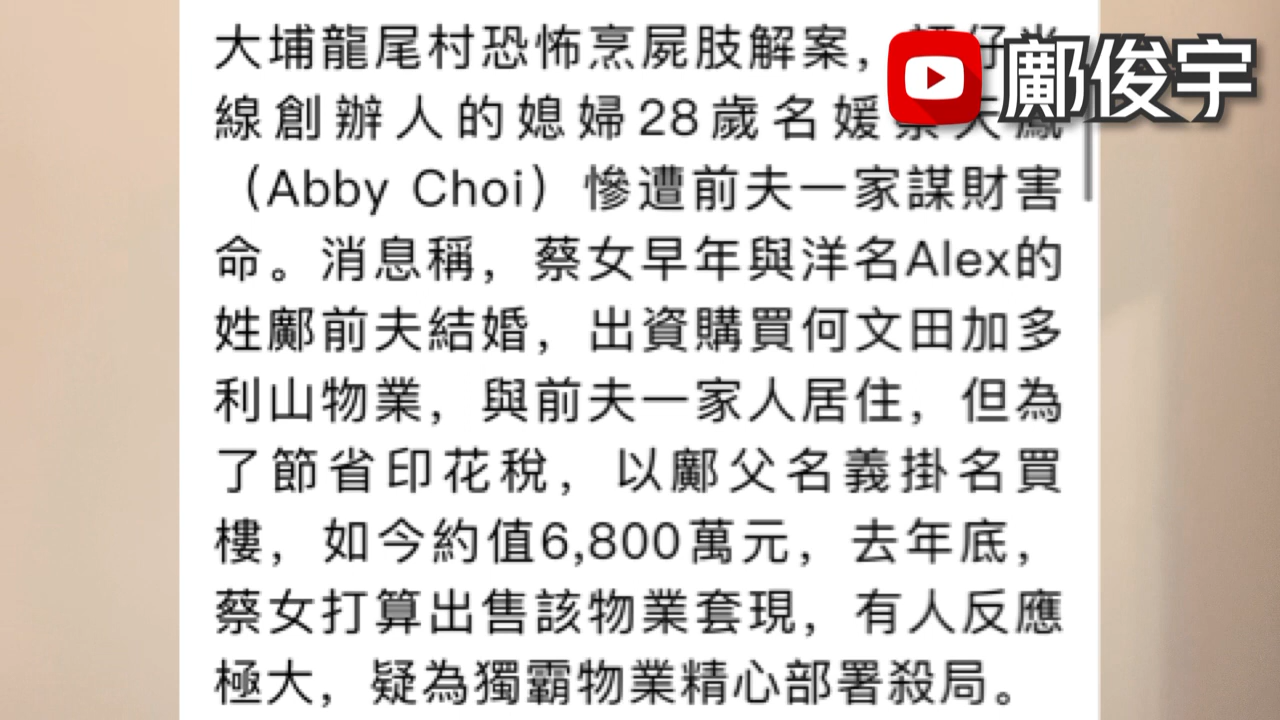 大埔龍尾村恐怖烹屍肢解案，
鄺俊宇
線創辦人的媳婦28歲名媛
（Abby Choi）慘遭前夫一家謀財害
命。消息稱，蔡女早年與洋名Alex的
姓鄺前夫結婚，出資購買何文田加多
利山物業，與前夫一家人居住，但為
了節省印花稅，以鄺父名義掛名買
樓，如今約值6,800萬元，去年底，
蔡女打算出售該物業套現，有人反應
極大，疑為獨霸物業精心部署殺局。